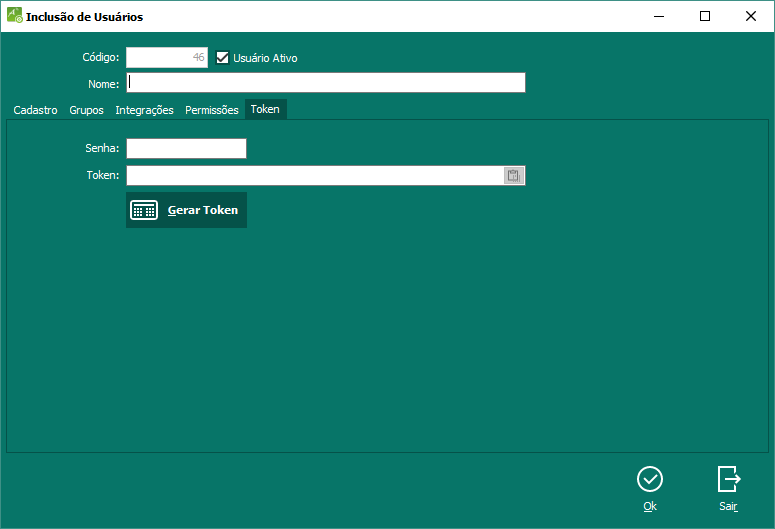 Inclusão de Usuários
Código: 46 Usuário Ativo
Nome:
Cadastro Grupos Integrações Permissões Token
Senha:
Token:
Gerar Token
Ok Sair